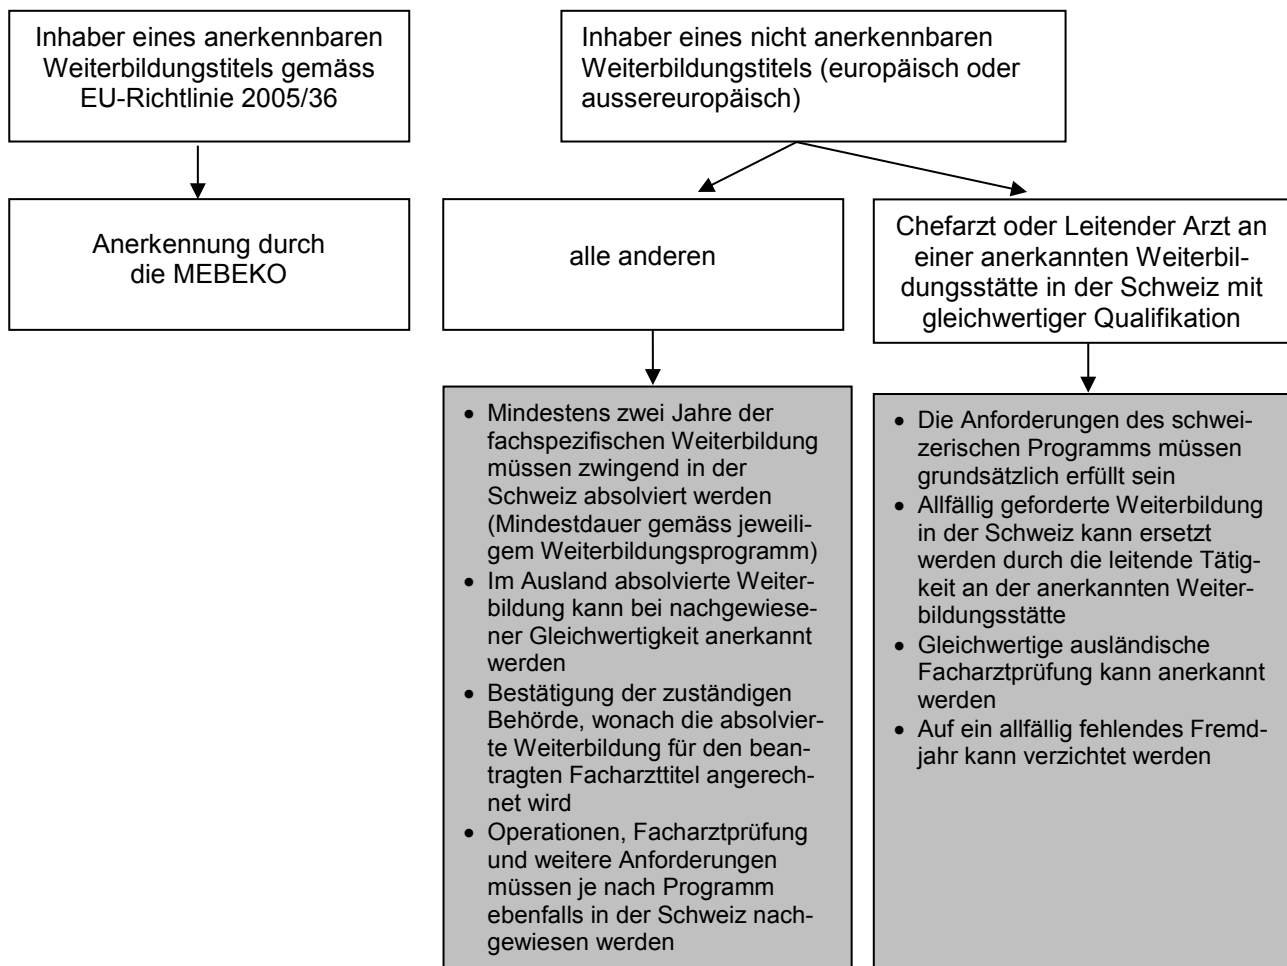 Inhaber eines anerkennbaren
Weiterbildungstitels gemäss
EU-Richtlinie 2005/36
Inhaber eines nicht anerkennbaren
Weiterbildungstitels (europäisch oder
aussereuropäisch)
Anerkennung durch
die MEBEKO
alle anderen
Chefarzt oder Leitender Arzt an
einer anerkannten Weiterbil-
dungsstätte in der Schweiz mit
gleichwertiger Qualifikation
• Mindestens zwei Jahre der
fachspezifischen Weiterbildung
müssen zwingend in der
Schweiz absolviert werden
(Mindestdauer gemäss jeweili-
gem Weiterbildungsprogramm)
• Im Ausland absolvierte Weiter-
bildung kann bei nachgewiese-
ner Gleichwertigkeit anerkannt
werden
• Bestätigung der zuständigen
Behörde, wonach die absolvier-
te Weiterbildung für den bean-
tragten Facharzttitel angerech-
net wird
• Operationen, Facharztprüfung
und weitere Anforderungen
müssen je nach Programm
ebenfalls in der Schweiz nach-
gewiesen werden
• Die Anforderungen des schwei-
zerischen Programms müssen
grundsätzlich erfüllt sein
• Allfällig geforderte Weiterbildung
in der Schweiz kann ersetzt
werden durch die leitende Tätig-
keit an der anerkannten Weiter-
bildungsstätte
• Gleichwertige ausländische
Facharztprüfung kann anerkannt
werden
• Auf ein allfällig fehlendes Fremd-
jahr kann verzichtet werden